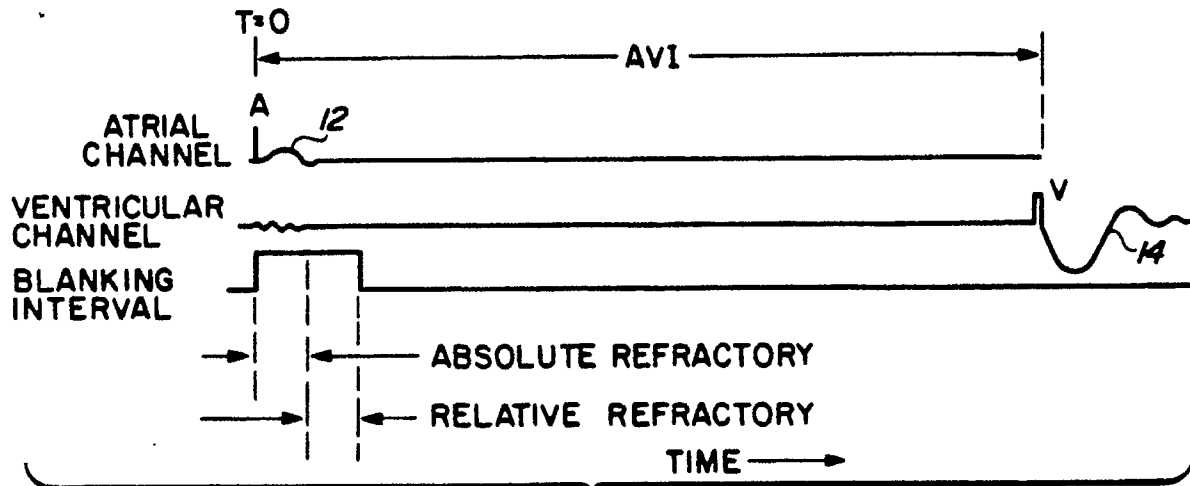 T=0
AVI
A
12
ATRIAL
CHANNEL
VENTRICULAR
CHANNEL
V
14
BLANKING
INTERVAL
ABSOLUTE REFRACTORY
RELATIVE REFRACTORY
TIME